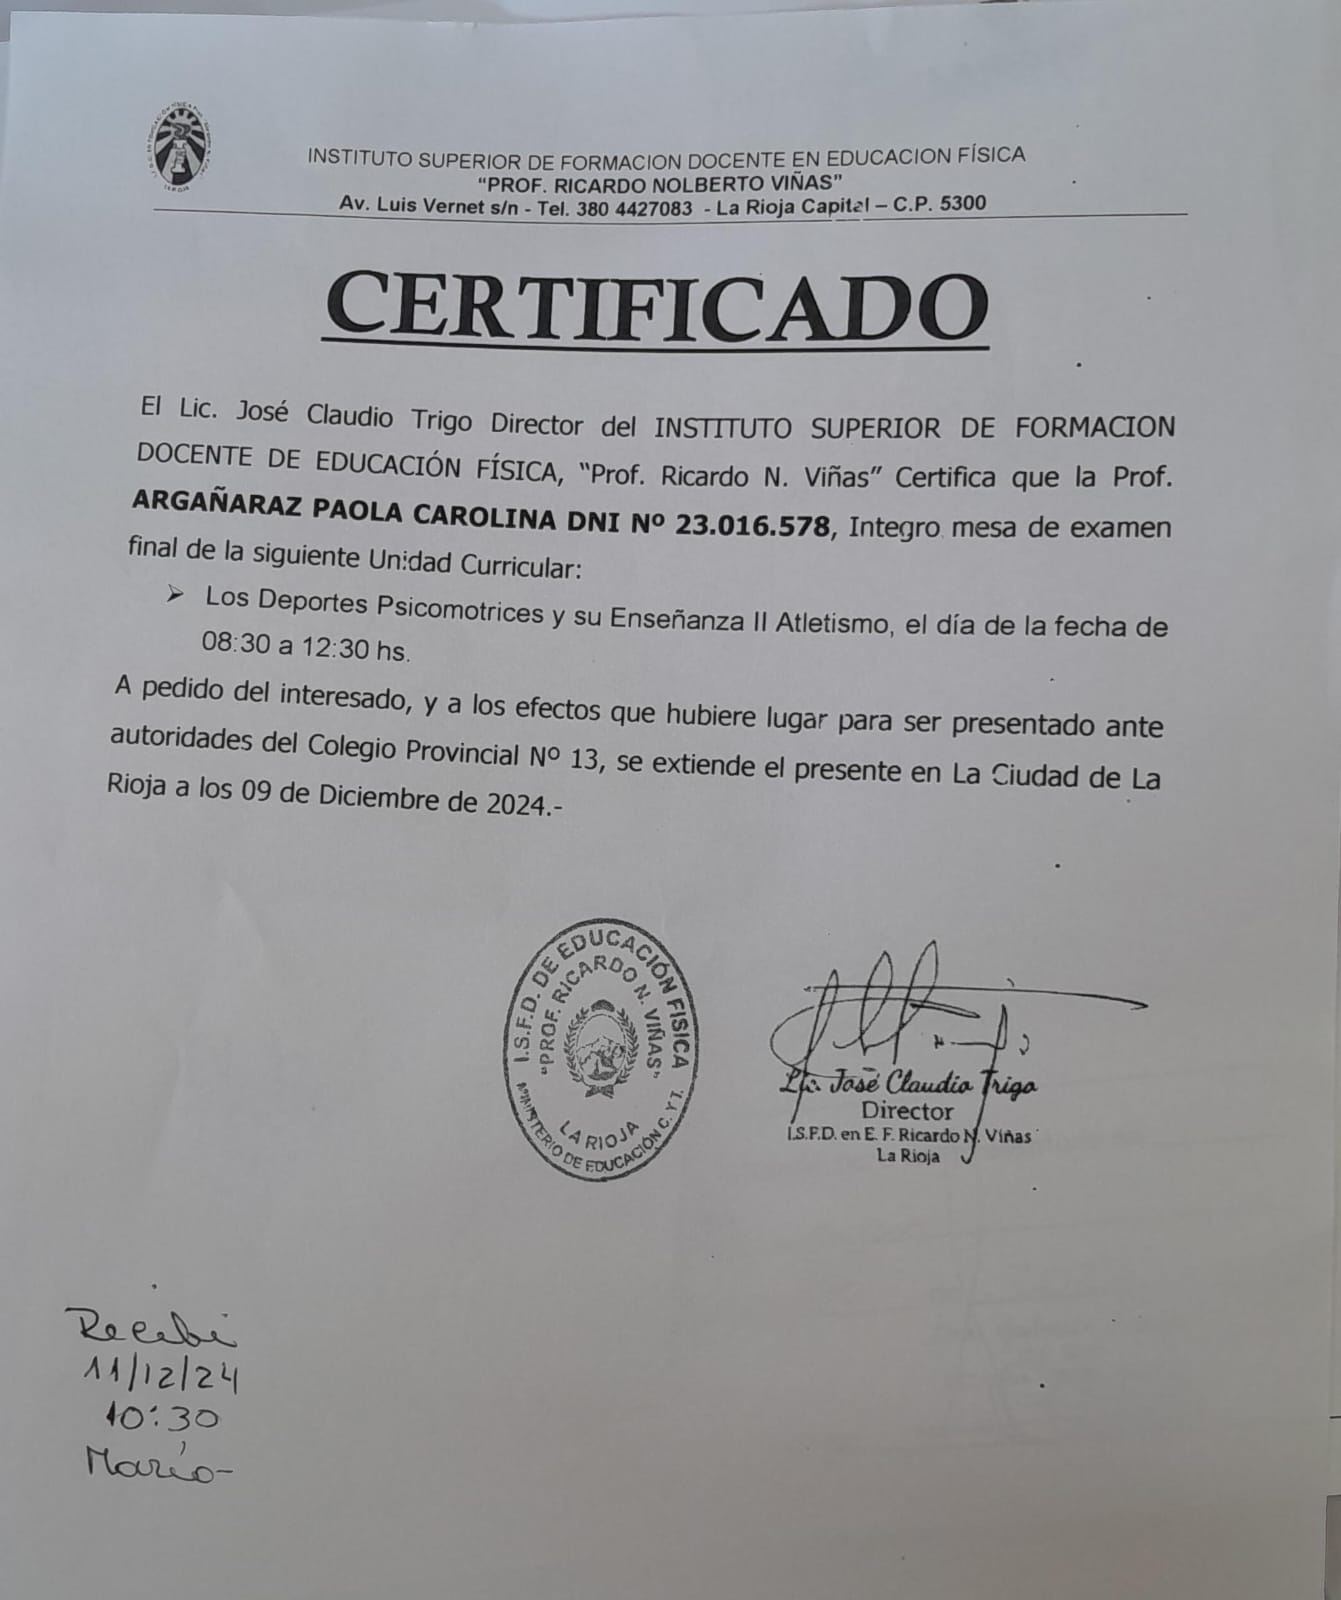 INSTITUTO SUPERIOR DE FORMACION DOCENTE EN EDUCACION FÍSICA
“PROF. RICARDO NOLBERTO VIÑAS”
Av. Luis Vernet s/n - Tel. 380 4427083 - La Rioja Capital – C.P. 5300
CERTIFICADO
El Lic. José Claudio Trigo Director del INSTITUTO SUPERIOR DE FORMACION
DOCENTE DE EDUCACIÓN FÍSICA, “Prof. Ricardo N. Viñas” Certifica que la Prof.
ARGAÑARAZ PAOLA CAROLINA DNI Nº 23.016.578, Integro mesa de examen
final de la siguiente Unidad Curricular:
➢ Los Deportes Psicomotrices y su Enseñanza II Atletismo, el día de la fecha de
08:30 a 12:30 hs.
A pedido del interesado, y a los efectos que hubiere lugar para ser presentado ante
autoridades del Colegio Provincial Nº 13, se extiende el presente en La Ciudad de La
Rioja a los 09 de Diciembre de 2024.-
I.S.F.D. DE EDUCACIÓN FISICA
“PROF. RICARDO N. VIÑAS”
LA RIOJA
MINISTERIO DE EDUCACIÓN C. Y T.
Lic. José Claudio Trigo
Director
I.S.F.D. en E. F. Ricardo N. Viñas
La Rioja
Recibi
11/12/24
10:30
Mario-